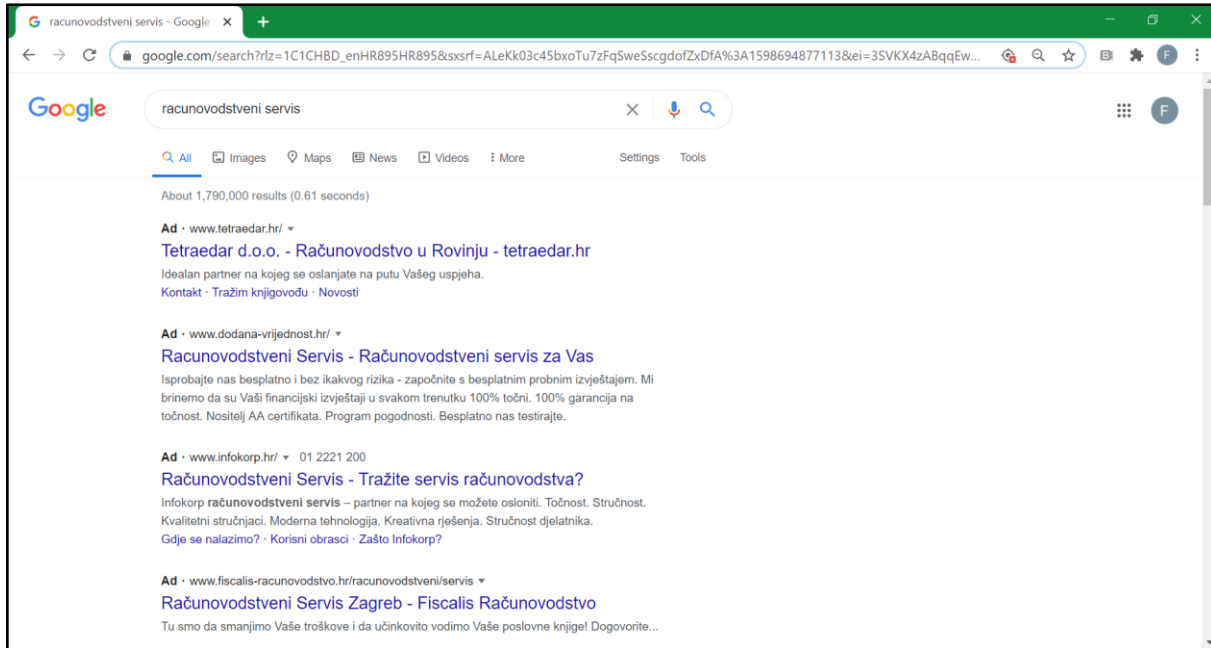 racunovodstveni servis - Google
google.com/search?rlz=1C1CHBD_enHR895HR895&sxsrf=ALeKk03c45bxoTu7zFqSweSscgdofZxDfA%3A1598694877113&ei=3SVKX4zABqqEw...
F
Google
racunovodstveni servis
F
All Images Maps News Videos More Settings Tools
About 1,790,000 results (0.61 seconds)
Ad · www.tetraedar.hr/
Tetraedar d.o.o. - Računovodstvo u Rovinju - tetraedar.hr
Idealan partner na kojeg se oslanjate na putu Vašeg uspjeha.
Kontakt · Tražim knjigovođu · Novosti
Ad · www.dodana-vrijednost.hr/
Racunovodstveni Servis - Računovodstveni servis za Vas
Isprobajte nas besplatno i bez ikakvog rizika - započnite s besplatnim probnim izvještajem. Mi
brinemo da su Vaši financijski izvještaji u svakom trenutku 100% točni. 100% garancija na
točnost. Nositelj AA certifikata. Program pogodnosti. Besplatno nas testirajte.
Ad · www.infokorp.hr/ 01 2221 200
Računovodstveni Servis - Tražite servis računovodstva?
Infokorp računovodstveni servis – partner na kojeg se možete osloniti. Točnost. Stručnost.
Kvalitetni stručnjaci. Moderna tehnologija. Kreativna rješenja. Stručnost djelatnika.
Gdje se nalazimo? · Korisni obrasci · Zašto Infokorp?
Ad · www.fiscalis-racunovodstvo.hr/racunovodstveni/servis
Računovodstveni Servis Zagreb - Fiscalis Računovodstvo
Tu smo da smanjimo Vaše troškove i da učinkovito vodimo Vaše poslovne knjige! Dogovorite...